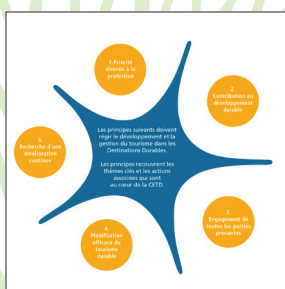 1.Priorité
donnée à la
protection
2.
Contribution au
développement
durable
Les principes suivants doivent
régir le développement et la
gestion du tourisme dans les
Destinations Durables.
Les principes recouvrent les
thèmes clés et les actions
associées qui sont
au cœur de la CETD.
5.
Recherche d'une
amélioration
continue
4.
Planification
efficace du
tourisme
durable
3.
Engagement de
toutes les parties
prenantes